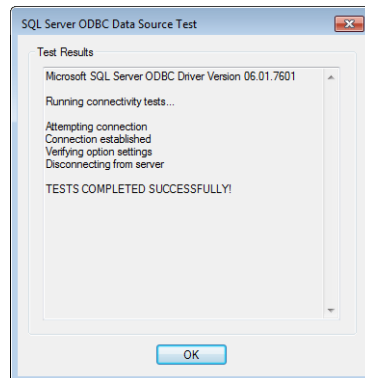 SQL Server ODBC Data Source Test
Test Results
Microsoft SQL Server ODBC Driver Version 06.01.7601
Running connectivity tests...
Attempting connection
Connection established
Verifying option settings
Disconnecting from server
TESTS COMPLETED SUCCESSFULLY!
OK